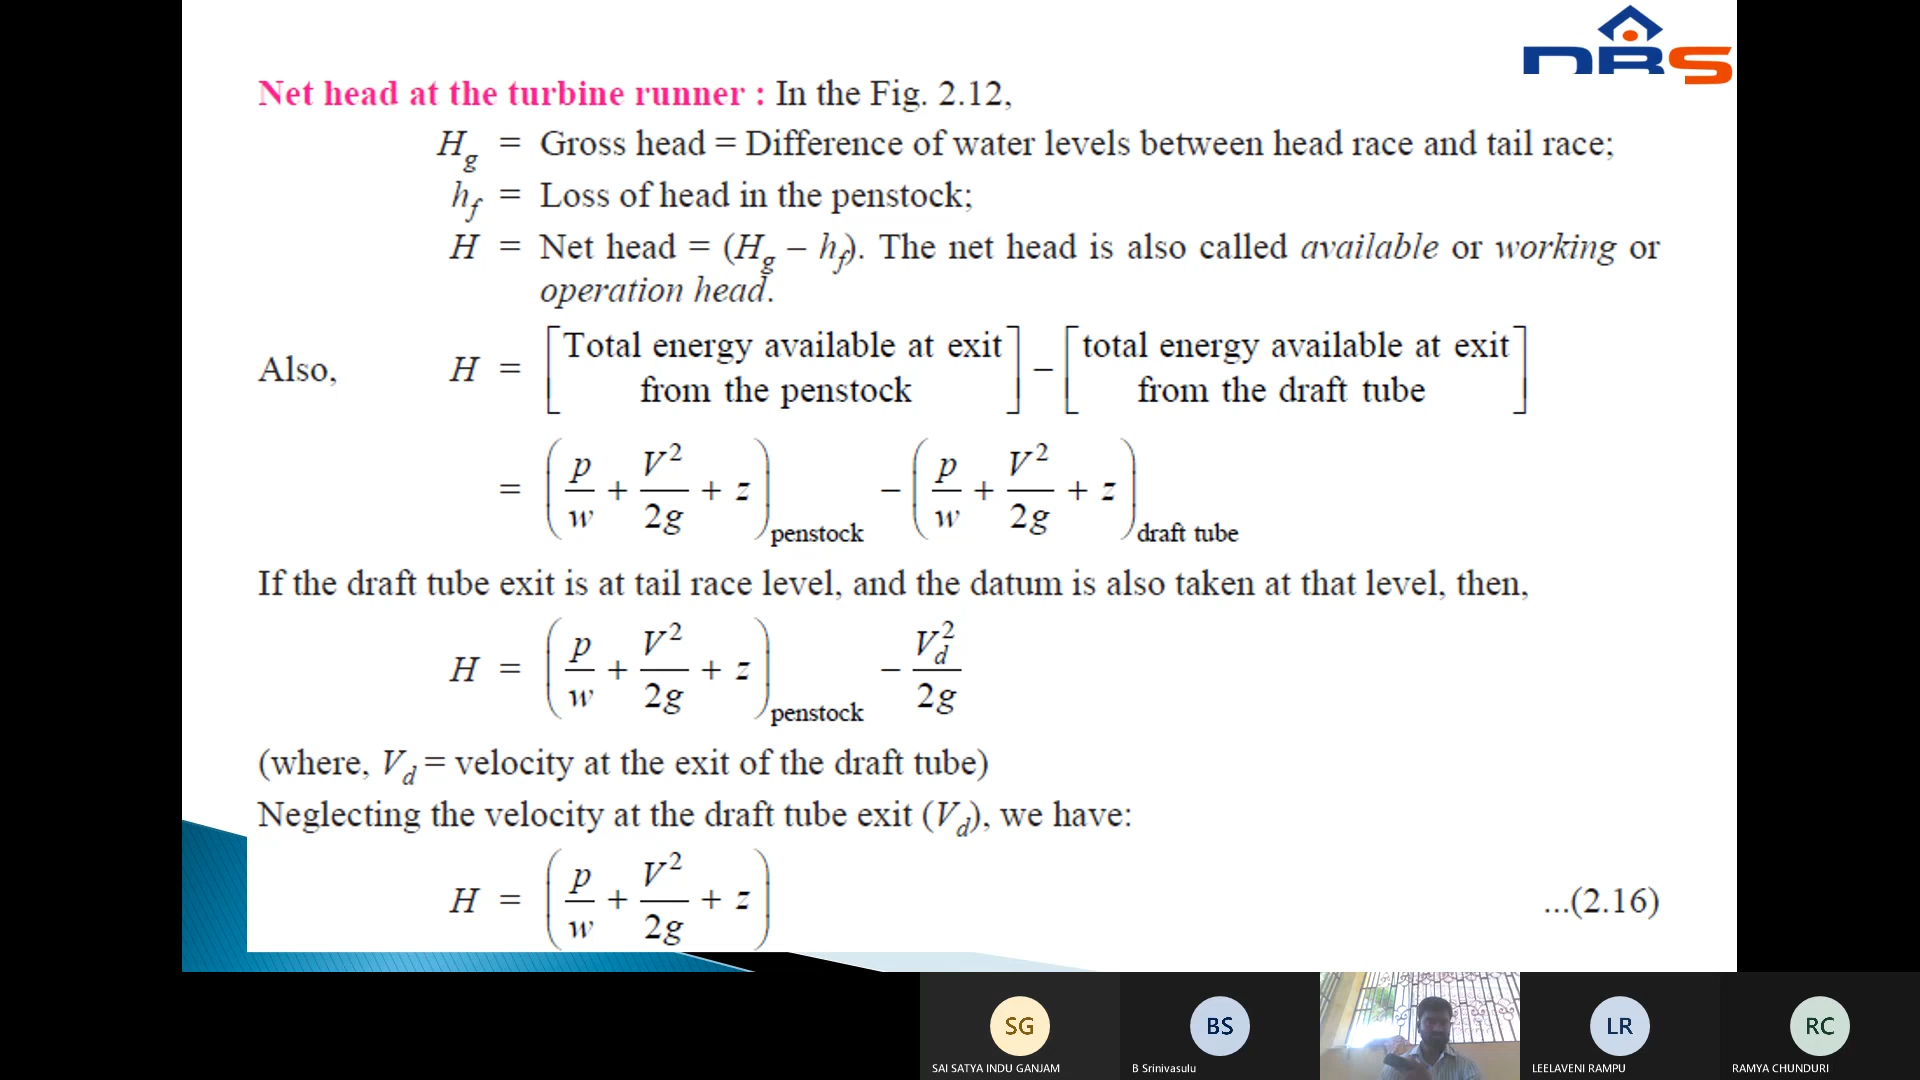 NBS
Net head at the turbine runner : In the Fig. 2.12,
H_g = Gross head = Difference of water levels between head race and tail race;
h_f = Loss of head in the penstock;
H = Net head = (H_g – h_f). The net head is also called available or working or
operation head.
Also, H = [Total energy available at exit from the penstock] – [total energy available at exit from the draft tube]
= (p/w + V²/2g + z)penstock – (p/w + V²/2g + z)draft tube
If the draft tube exit is at tail race level, and the datum is also taken at that level, then,
H = (p/w + V²/2g + z)penstock – V_d²/2g
(where, V_d = velocity at the exit of the draft tube)
Neglecting the velocity at the draft tube exit (V_d), we have:
H = (p/w + V²/2g + z) ...(2.16)
SG BS LR RC
SAI SATYA INDU GANJAM B Srinivasulu LEELAVENI RAMPU RAMYA CHUNDURI